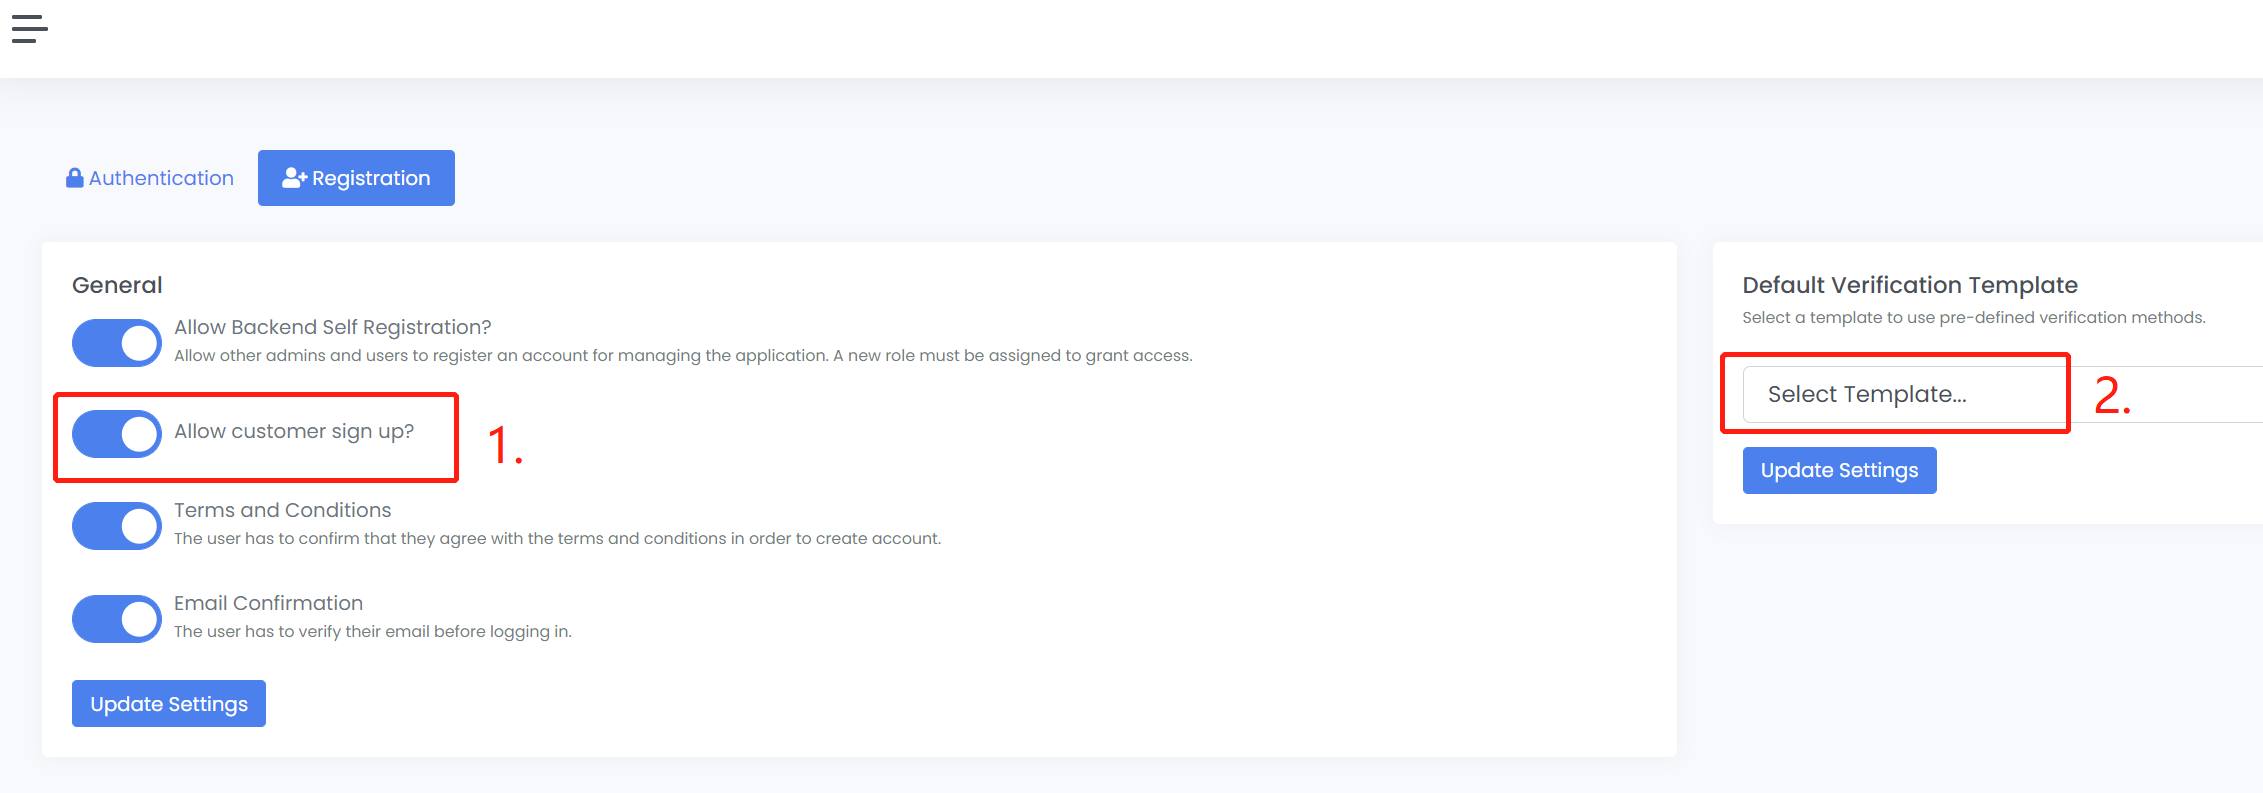 Authentication
Registration
General
Allow Backend Self Registration?
Allow other admins and users to register an account for managing the application. A new role must be assigned to grant access.
Allow customer sign up?
1.
Terms and Conditions
The user has to confirm that they agree with the terms and conditions in order to create account.
Email Confirmation
The user has to verify their email before logging in.
Update Settings
Default Verification Template
Select a template to use pre-defined verification methods.
Select Template...
2.
Update Settings